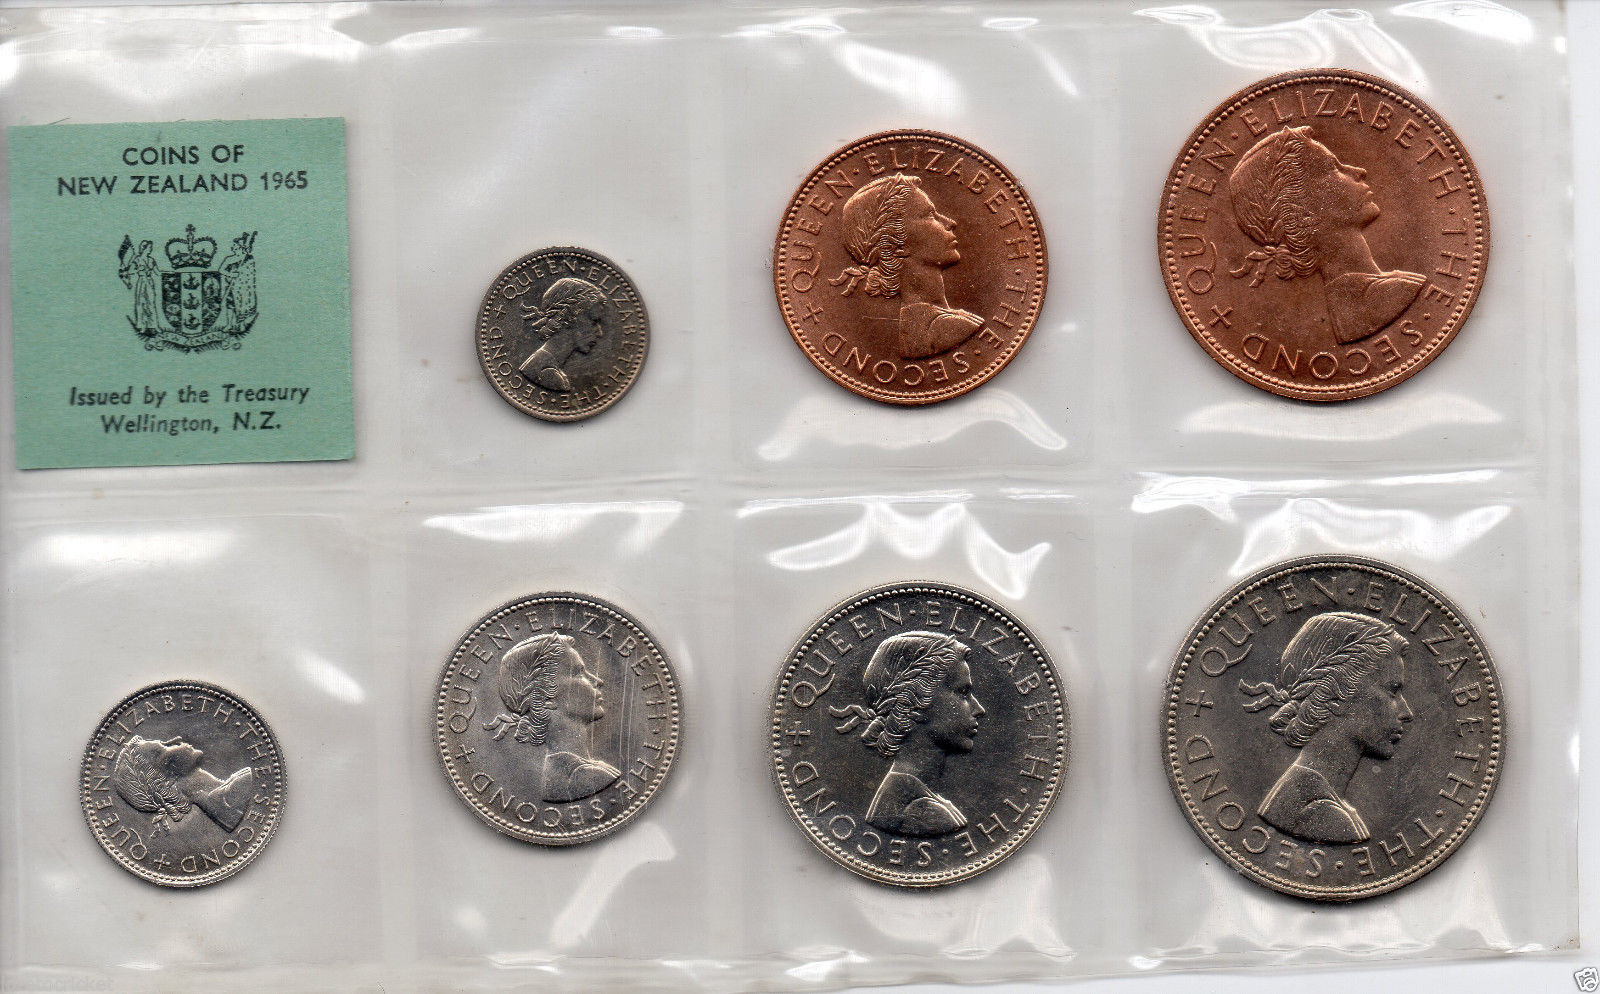 COINS OF
NEW ZEALAND 1965
NEW ZEALAND
Issued by the Treasury
Wellington, N.Z.
+ QUEEN · ELIZABETH · THE · SECOND
+ QUEEN · ELIZABETH · THE · SECOND
+ QUEEN · ELIZABETH · THE · SECOND
+ QUEEN · ELIZABETH · THE · SECOND
+ QUEEN · ELIZABETH · THE · SECOND
+ QUEEN · ELIZABETH · THE · SECOND
+ QUEEN · ELIZABETH · THE · SECOND